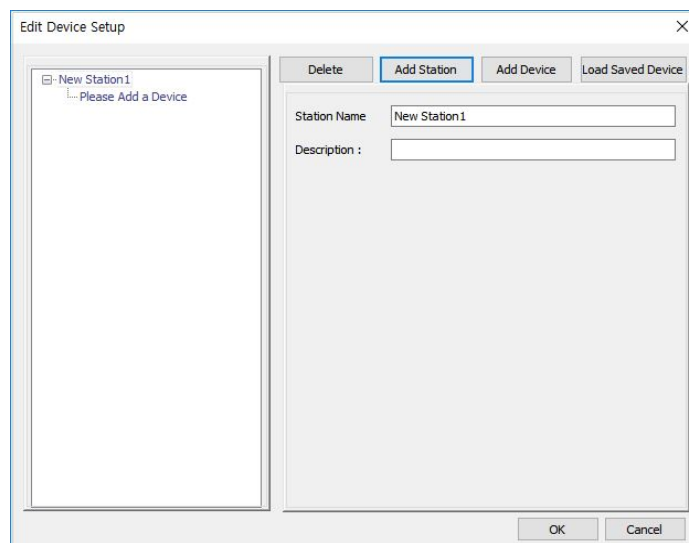 Edit Device Setup
New Station1
Please Add a Device
Delete
Add Station
Add Device
Load Saved Device
Station Name
New Station1
Description :
OK
Cancel